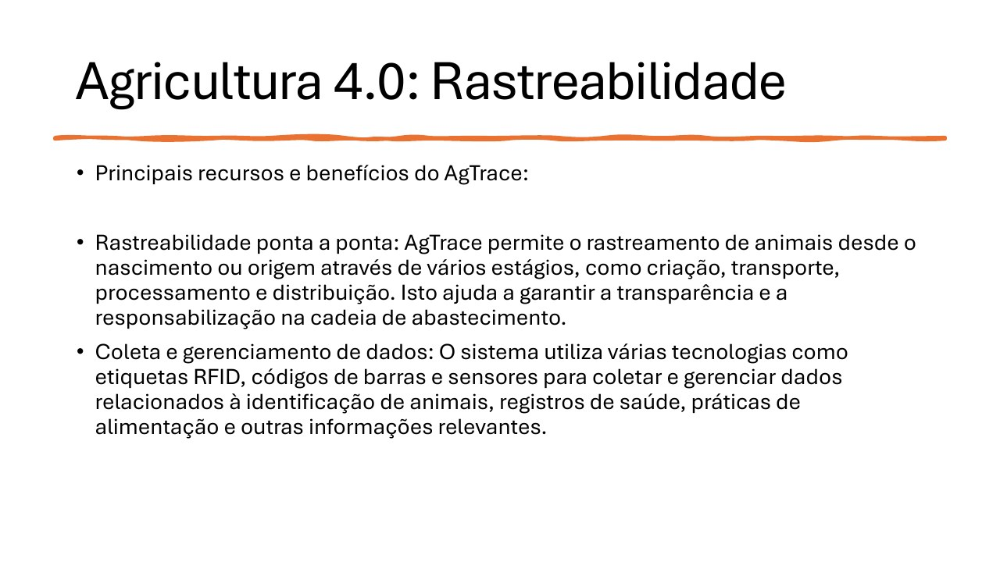 Agricultura 4.0: Rastreabilidade
• Principais recursos e benefícios do AgTrace:
• Rastreabilidade ponta a ponta: AgTrace permite o rastreamento de animais desde o
nascimento ou origem através de vários estágios, como criação, transporte,
processamento e distribuição. Isto ajuda a garantir a transparência e a
responsabilização na cadeia de abastecimento.
• Coleta e gerenciamento de dados: O sistema utiliza várias tecnologias como
etiquetas RFID, códigos de barras e sensores para coletar e gerenciar dados
relacionados à identificação de animais, registros de saúde, práticas de
alimentação e outras informações relevantes.